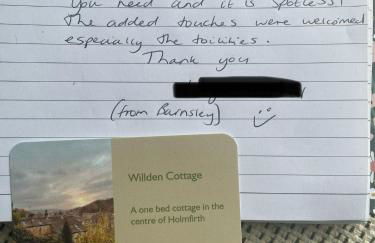 You need and it is spotless!
The added touches were welcomed
especially the toiletries.
Thank you
(from Barnsley)
Willden Cottage
A one bed cottage in the
centre of Holmfirth